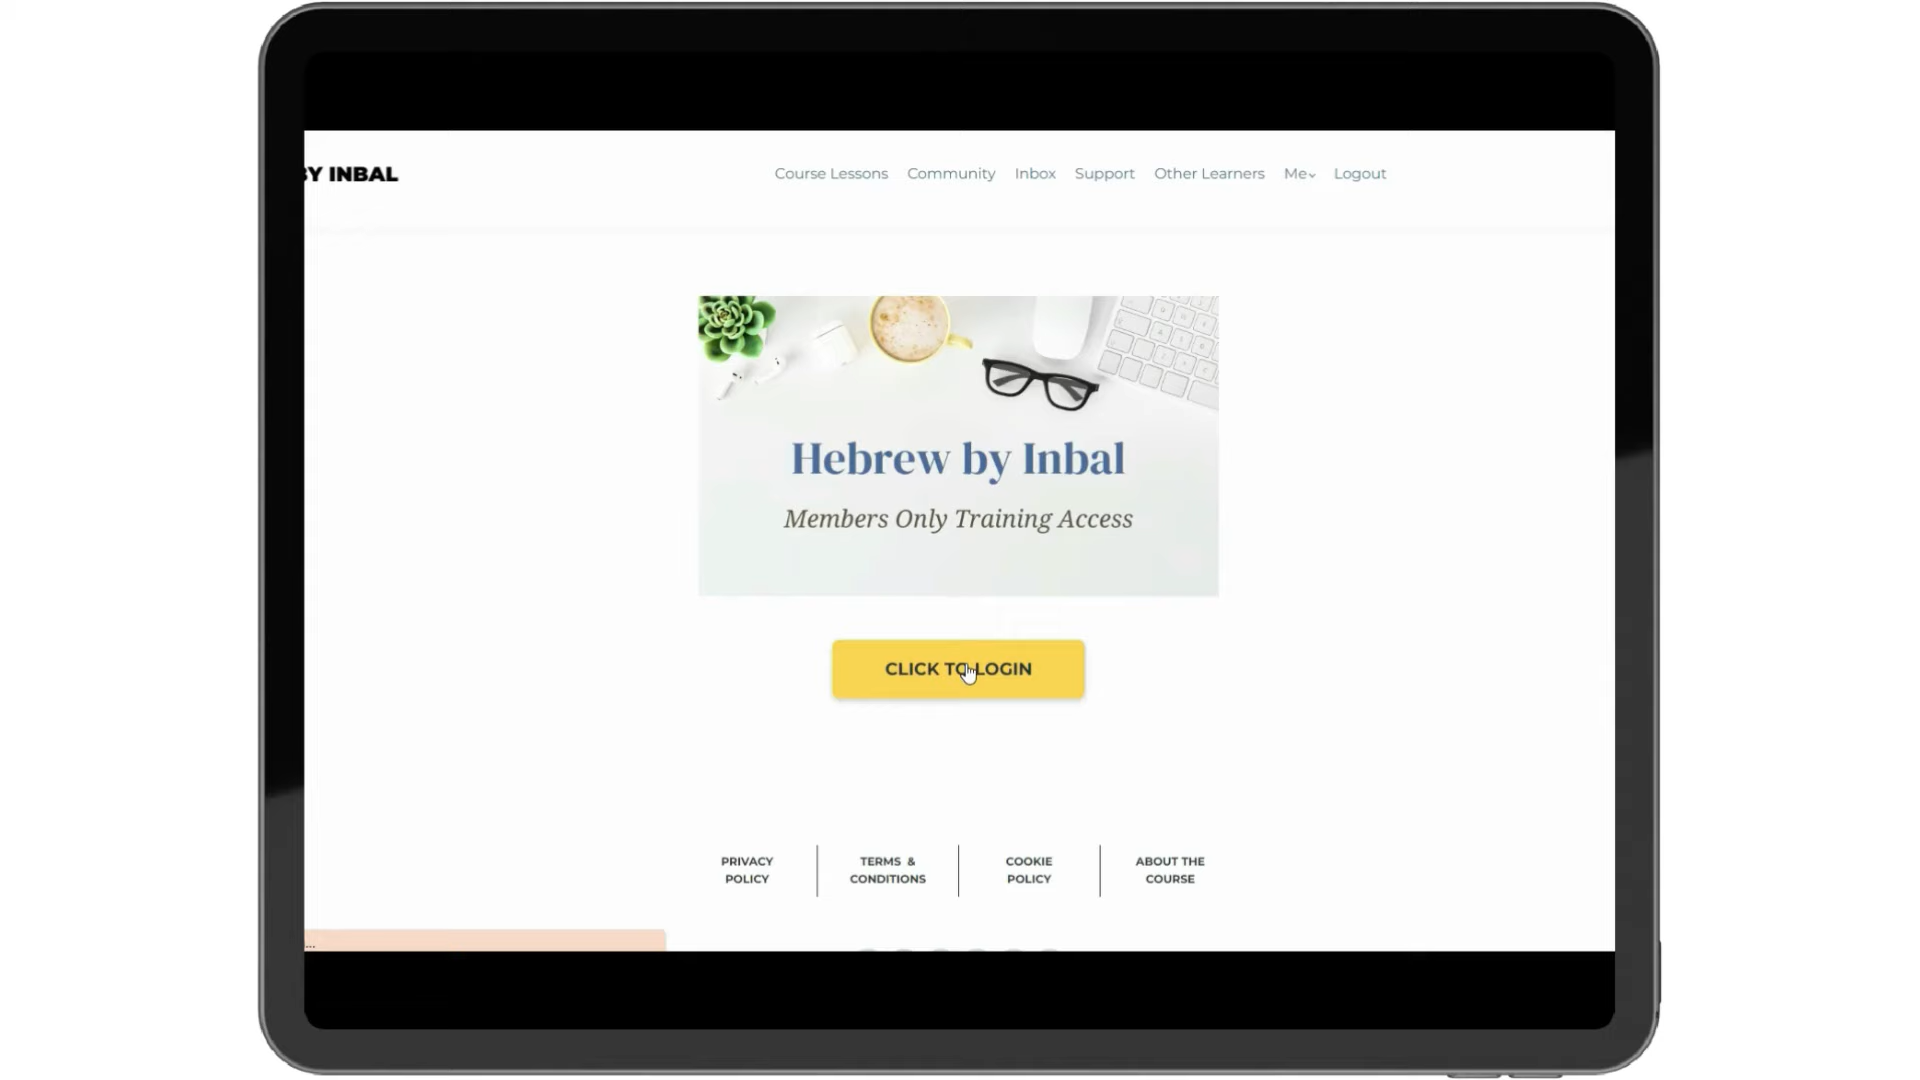 BY INBAL
Course Lessons Community Inbox Support Other Learners Me Logout
Hebrew by Inbal
Members Only Training Access
CLICK TO LOGIN
PRIVACY POLICY
TERMS & CONDITIONS
COOKIE POLICY
ABOUT THE COURSE
...